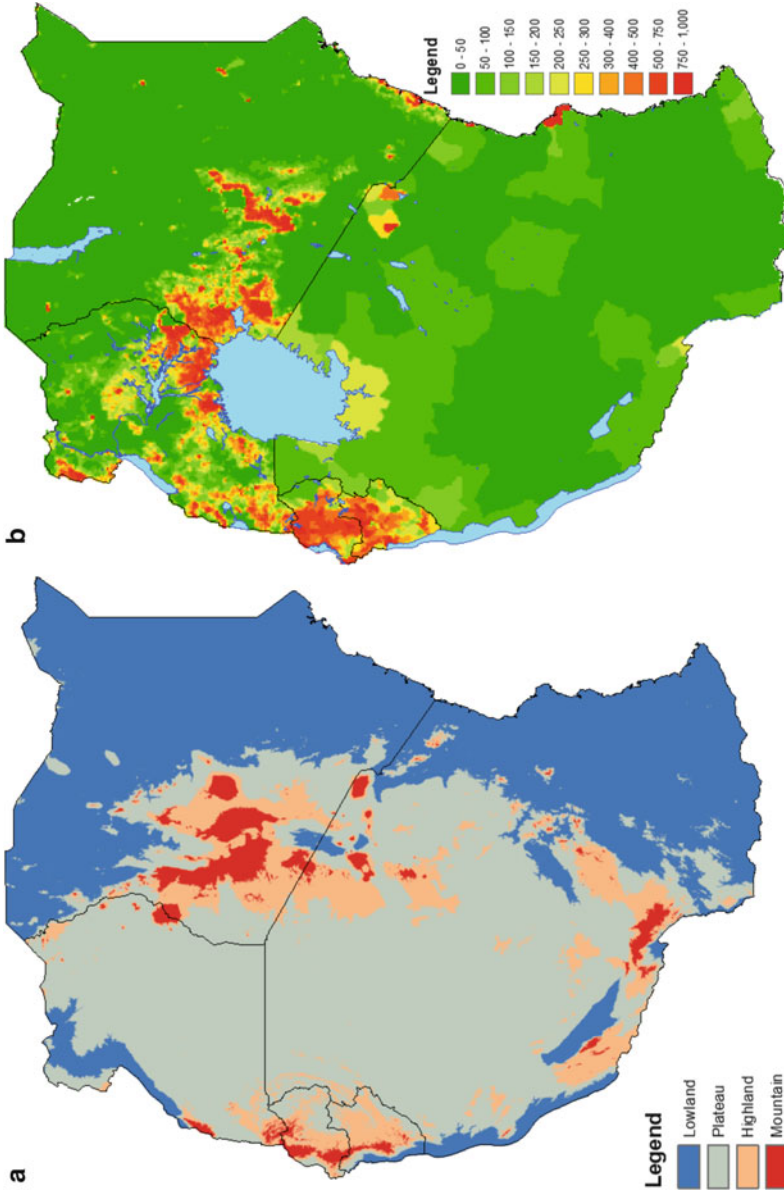 a
Legend
Lowland
Plateau
Highland
Mountain
b
Legend
0 - 50
50 - 100
100 - 150
150 - 200
200 - 250
250 - 300
300 - 400
400 - 500
500 - 750
750 - 1,000